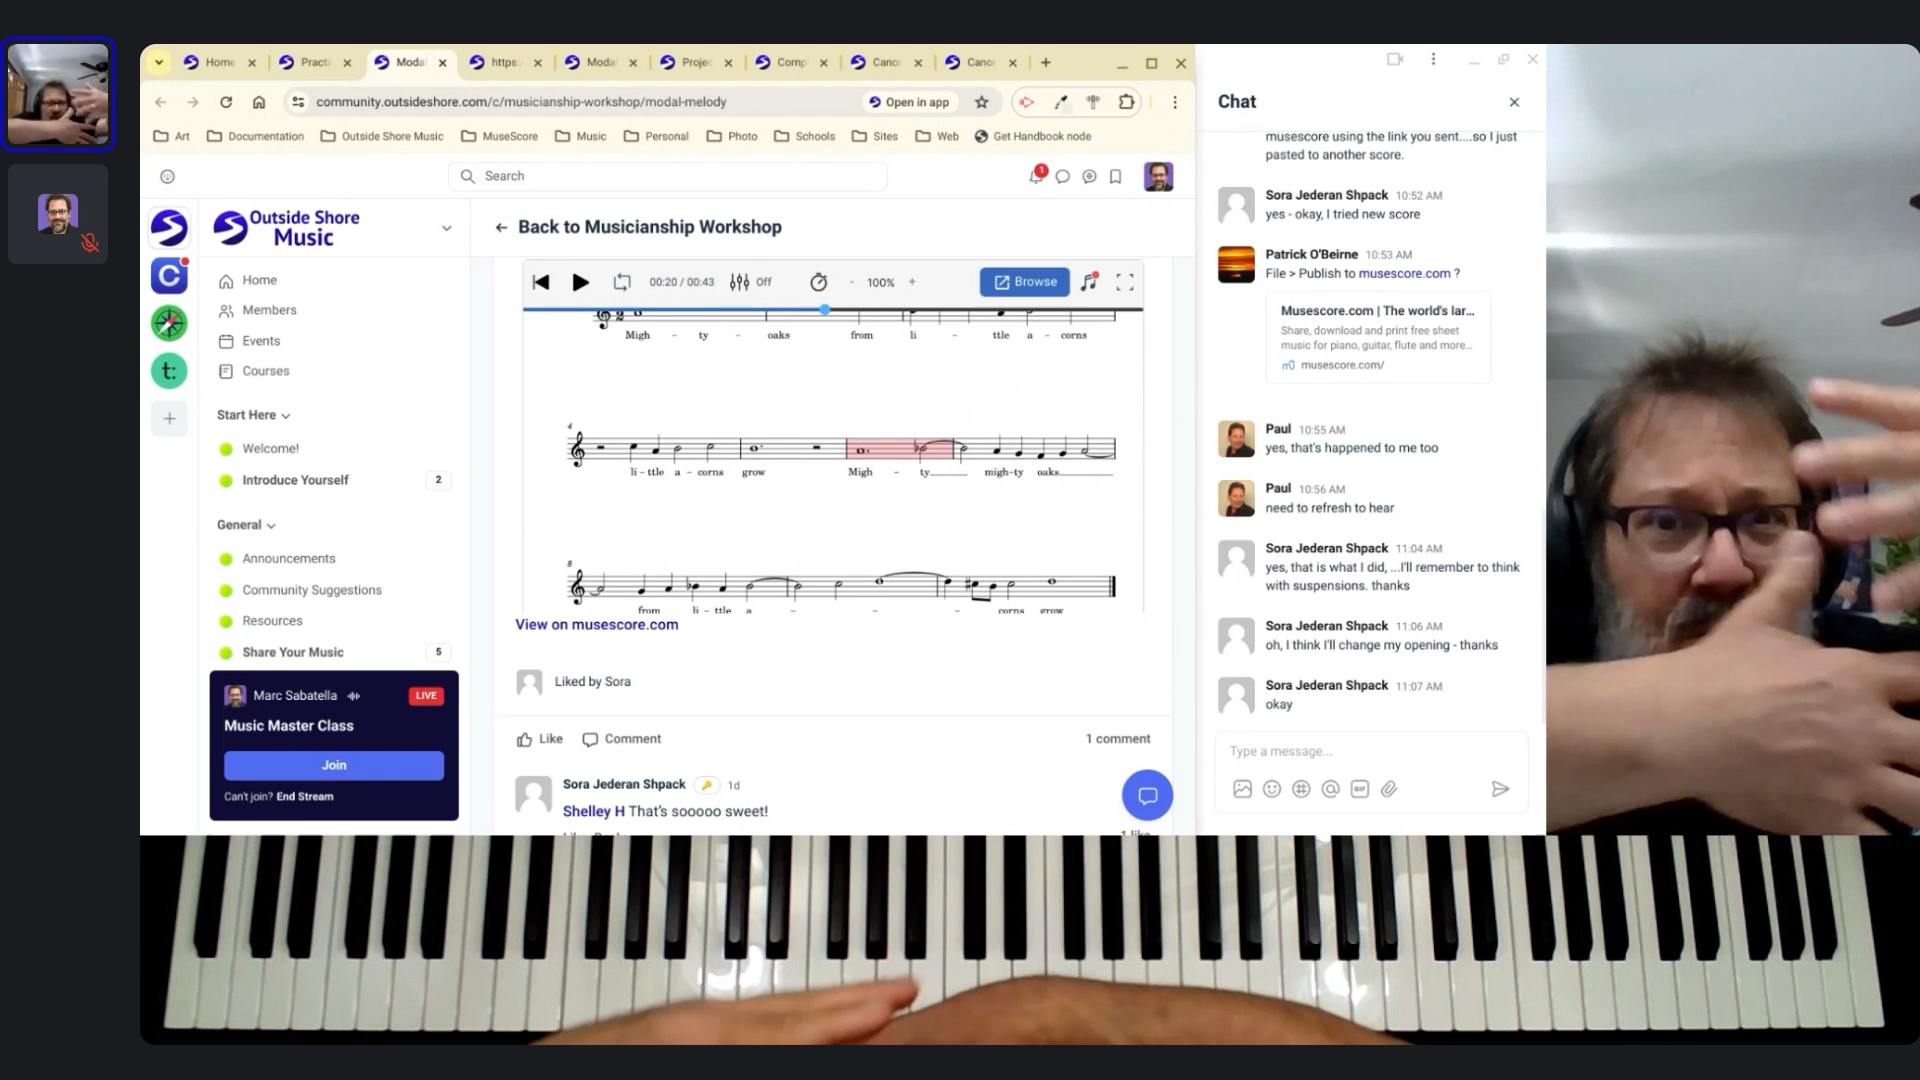 Home
Practi
Modal
https:
Modal
Projec
Comp
Canon
Canon
community.outsideshore.com/c/musicianship-workshop/modal-melody
Open in app
Art
Documentation
Outside Shore Music
MuseScore
Music
Personal
Photo
Schools
Sites
Web
Get Handbook node
Search
1
Outside Shore
Music
Back to Musicianship Workshop
C
t:
Home
Members
Events
Courses
Start Here
Welcome!
Introduce Yourself 2
General
Announcements
Community Suggestions
Resources
Share Your Music 5
Marc Sabatella LIVE
Music Master Class
Join
Can't join? End Stream
00:20 / 00:43
Off
- 100% +
Browse
Migh - ty - oaks from li - ttle a - corns
4
li - ttle a - corns grow Migh - ty migh-ty oaks
8
from li - ttle a - - - corns grow
View on musescore.com
Liked by Sora
Like Comment 1 comment
Sora Jederan Shpack 1d
Shelley H That's sooooo sweet!
1 like
Chat
musescore using the link you sent....so I just
pasted to another score.
Sora Jederan Shpack 10:52 AM
yes - okay, I tried new score
Patrick O'Beirne 10:53 AM
File > Publish to musescore.com ?
Musescore.com | The world's lar...
Share, download and print free sheet
music for piano, guitar, flute and more...
musescore.com/
Paul 10:55 AM
yes, that's happened to me too
Paul 10:56 AM
need to refresh to hear
Sora Jederan Shpack 11:04 AM
yes, that is what I did, ...I'll remember to think
with suspensions. thanks
Sora Jederan Shpack 11:06 AM
oh, I think I'll change my opening - thanks
Sora Jederan Shpack 11:07 AM
okay
Type a message...
GIF